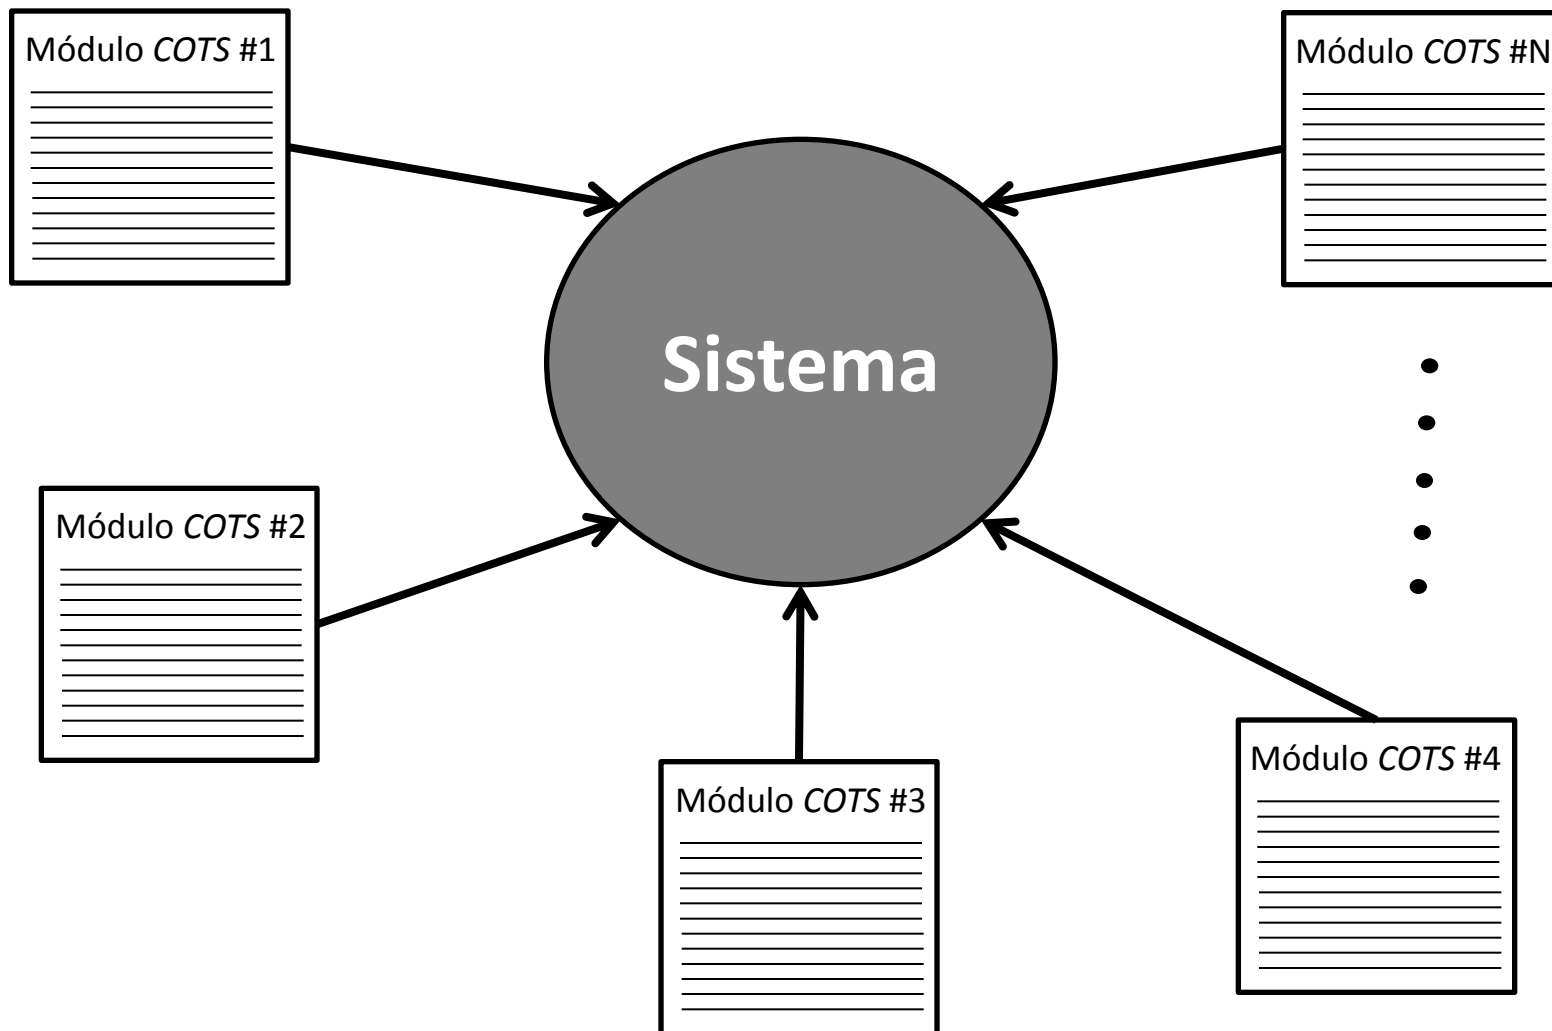 Módulo COTS #1
Módulo COTS #N
Sistema
Módulo COTS #2
Módulo COTS #4
Módulo COTS #3